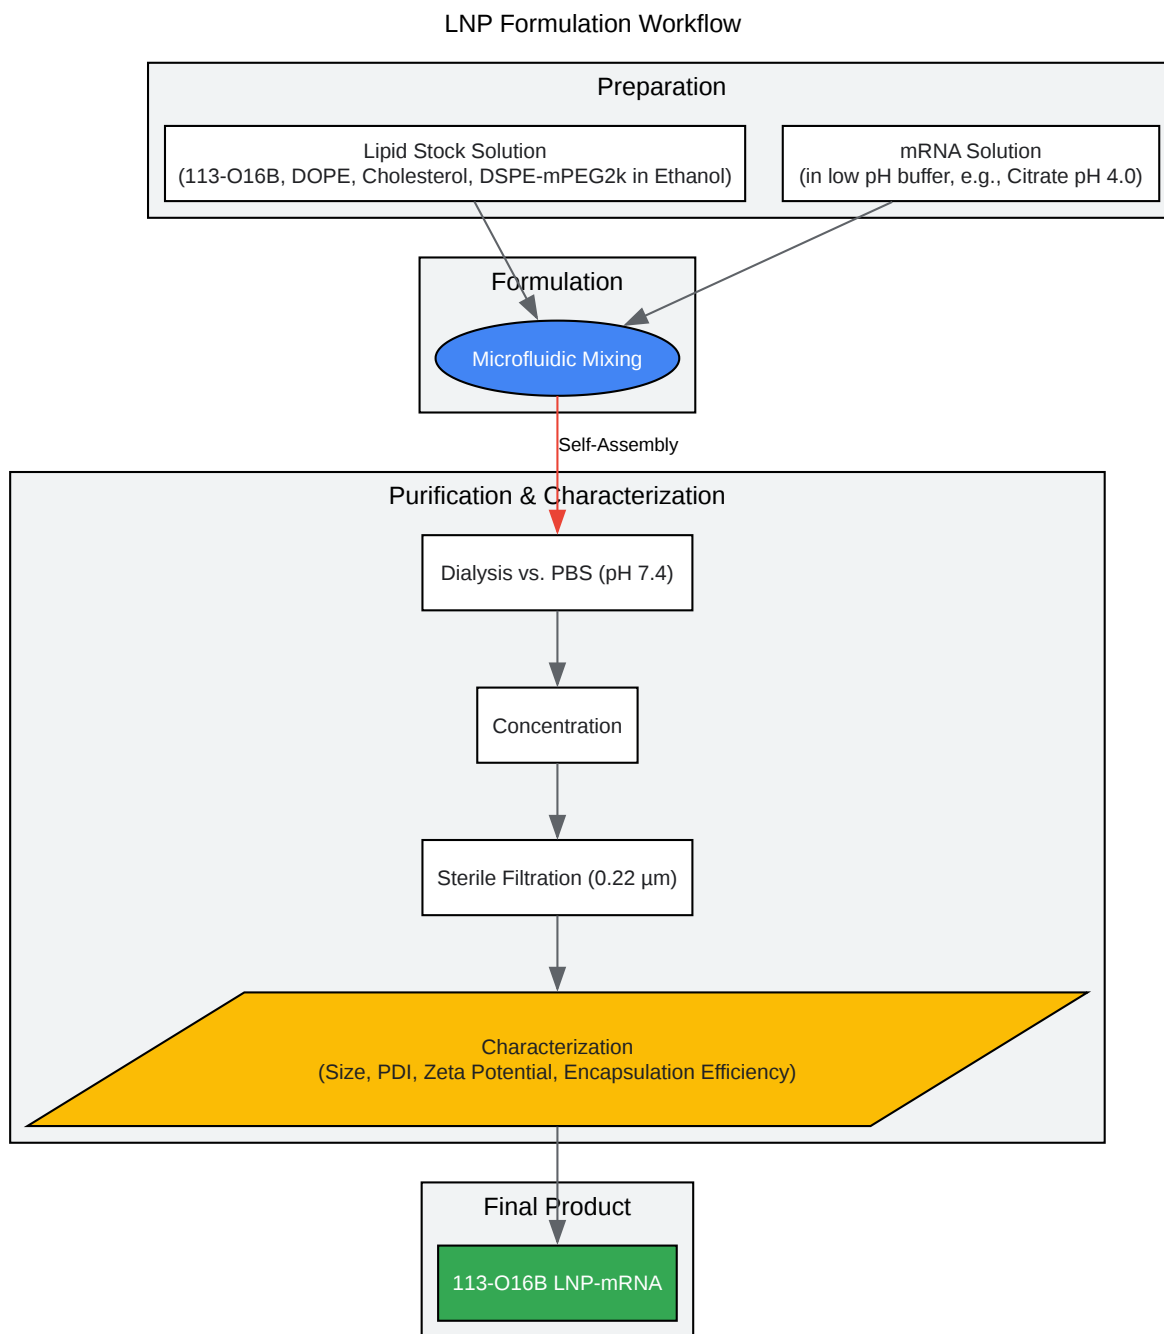 LNP Formulation Workflow
Preparation
Lipid Stock Solution
(113-O16B, DOPE, Cholesterol, DSPE-mPEG2k in Ethanol)
mRNA Solution
(in low pH buffer, e.g., Citrate pH 4.0)
Formulation
Microfluidic Mixing
Self-Assembly
Purification & Characterization
Dialysis vs. PBS (pH 7.4)
Concentration
Sterile Filtration (0.22 µm)
Characterization
(Size, PDI, Zeta Potential, Encapsulation Efficiency)
Final Product
113-O16B LNP-mRNA